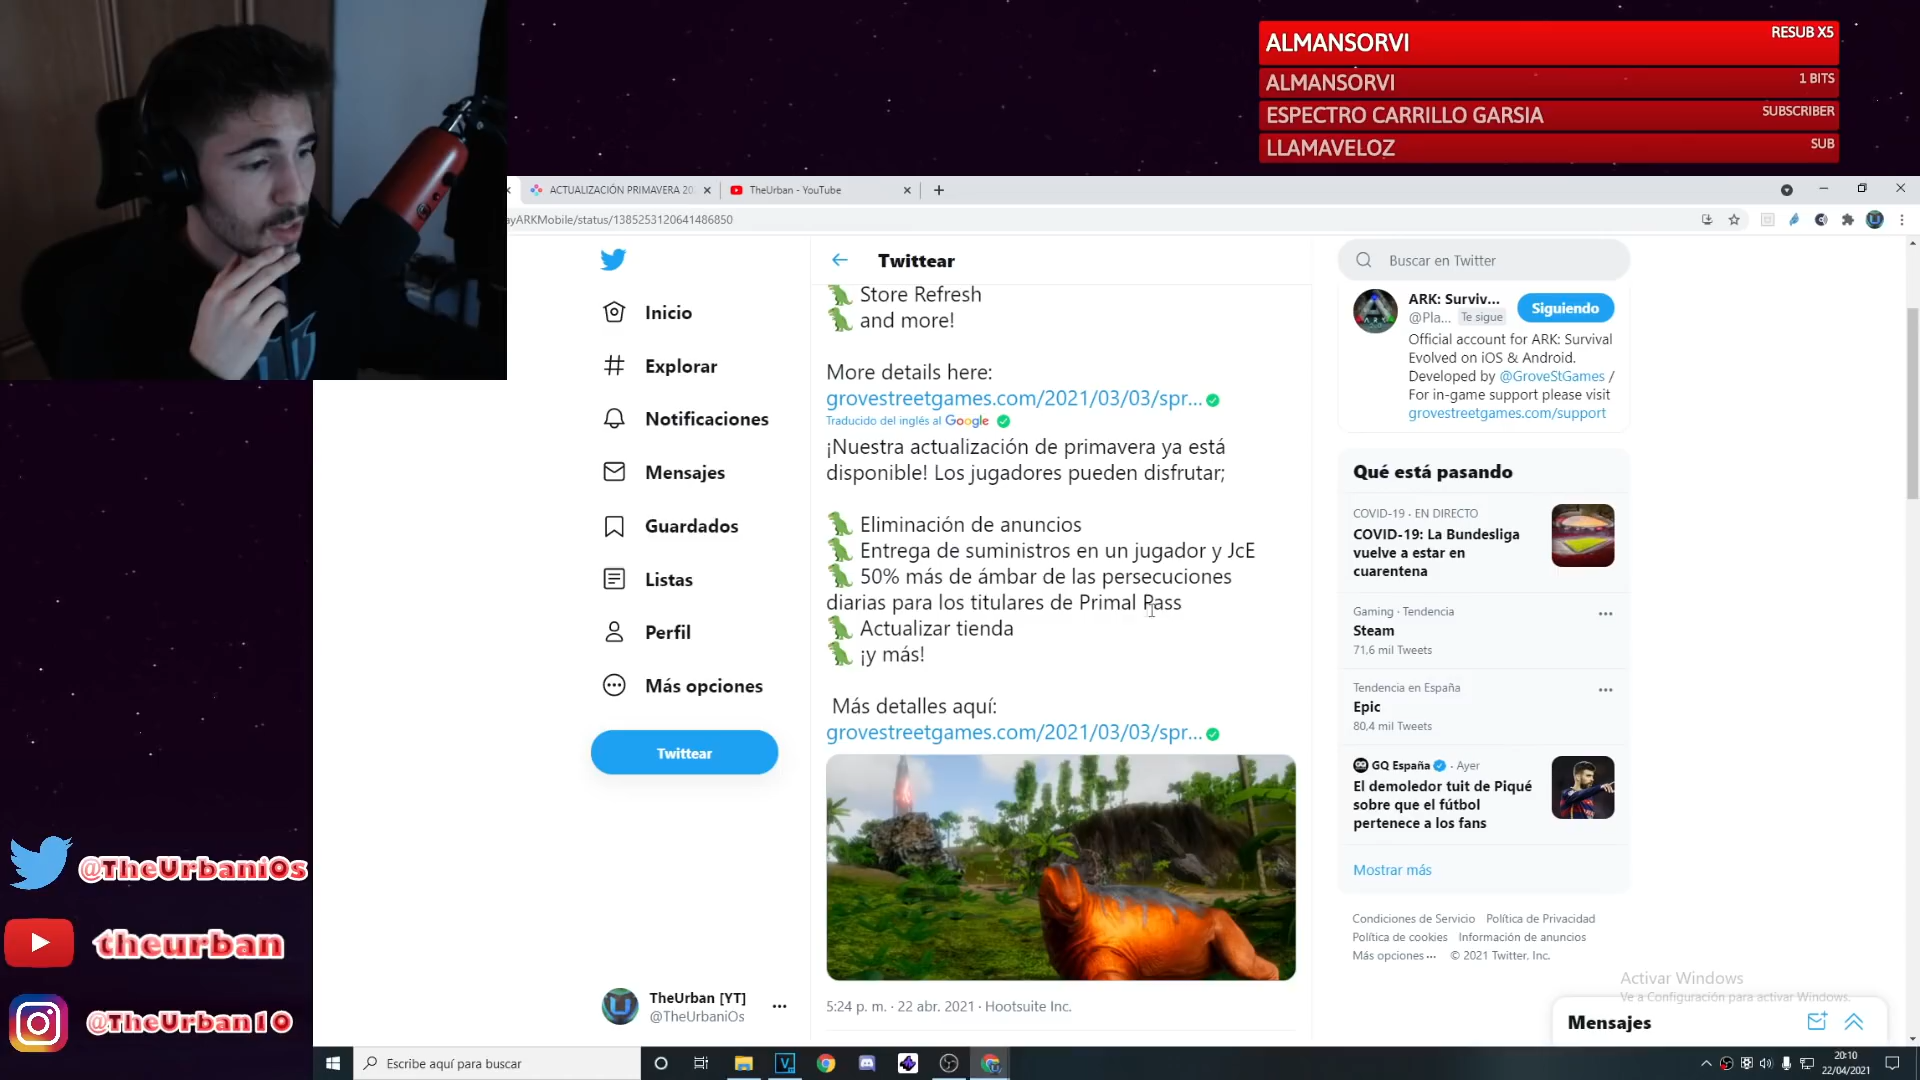 ALMANSORVI RESUB X5
ALMANSORVI 1 BITS
ESPECTRO CARRILLO GARSIA SUBSCRIBER
LLAMAVELOZ SUB
ACTUALIZACIÓN PRIMAVERA 20
TheUrban - YouTube
ayARKMobile/status/1385253120641486850
Inicio
Explorar
Notificaciones
Mensajes
Guardados
Listas
Perfil
Más opciones
Twittear
TheUrban [YT]
@TheUrbaniOs
Twittear
Store Refresh
and more!
More details here:
grovestreetgames.com/2021/03/03/spr...
Traducido del inglés al Google
¡Nuestra actualización de primavera ya está
disponible! Los jugadores pueden disfrutar;
Eliminación de anuncios
Entrega de suministros en un jugador y JcE
50% más de ámbar de las persecuciones
diarias para los titulares de Primal Pass
Actualizar tienda
¡y más!
Más detalles aquí:
grovestreetgames.com/2021/03/03/spr...
5:24 p. m. · 22 abr. 2021 · Hootsuite Inc.
Buscar en Twitter
ARK: Surviv...
@Pla... Te sigue
Siguiendo
Official account for ARK: Survival
Evolved on iOS & Android.
Developed by @GroveStGames /
For in-game support please visit
grovestreetgames.com/support
Qué está pasando
COVID-19 · EN DIRECTO
COVID-19: La Bundesliga
vuelve a estar en
cuarentena
Gaming · Tendencia
Steam
71,6 mil Tweets
Tendencia en España
Epic
80,4 mil Tweets
GQ España · Ayer
El demoledor tuit de Piqué
sobre que el fútbol
pertenece a los fans
Mostrar más
Condiciones de Servicio Política de Privacidad
Política de cookies Información de anuncios
Más opciones ··· © 2021 Twitter, Inc.
Activar Windows
Ve a Configuración para activar Windows.
Mensajes
@TheUrbaniOs
theurban
@TheUrban10
Escribe aquí para buscar
20:10
22/04/2021